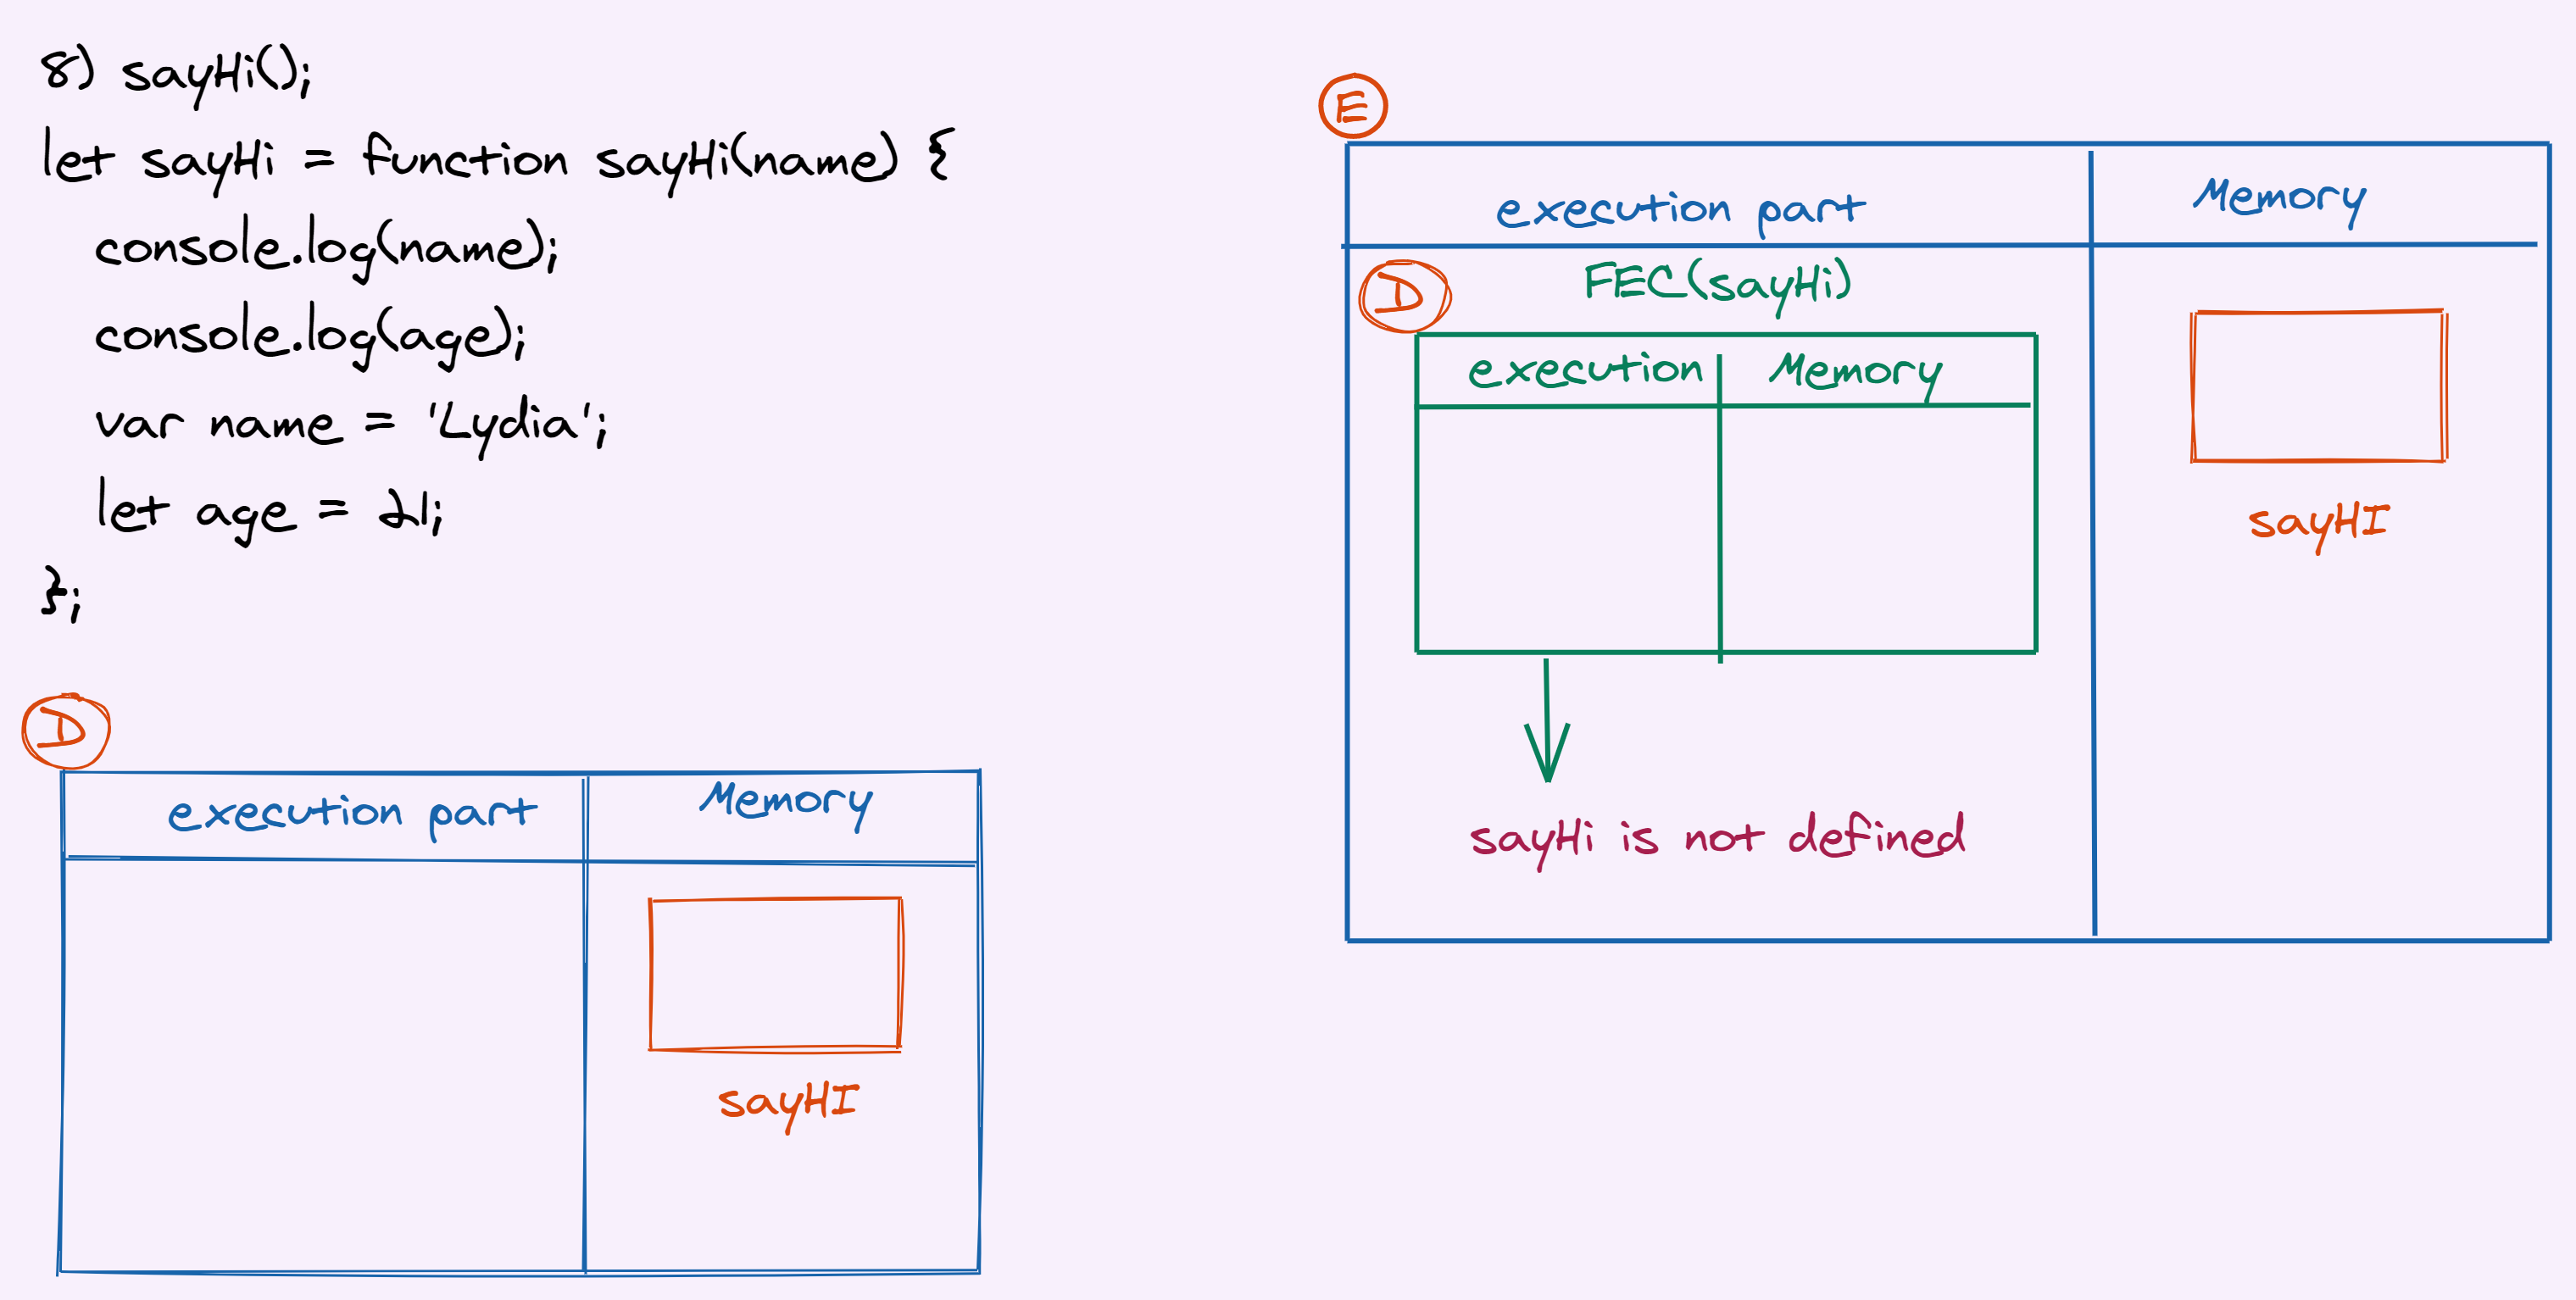 8) sayHi();
let sayHi = function sayHi(name) {
console.log(name);
console.log(age);
var name = 'Lydia';
let age = 21;
};
D
execution part
Memory
sayHI
E
execution part
Memory
D
FEC(sayHi)
execution
Memory
sayHI
sayHi is not defined